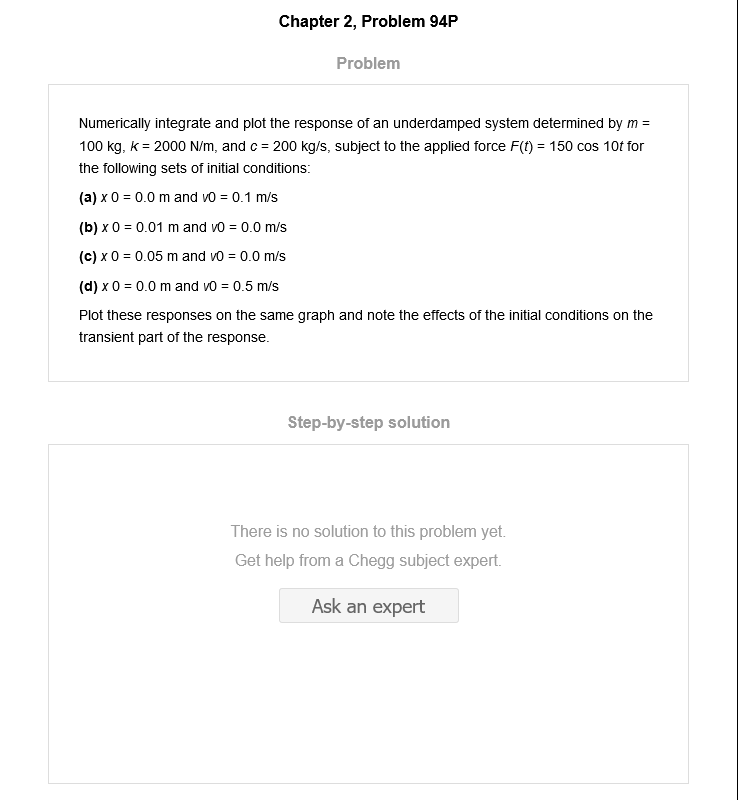 Chapter 2, Problem 94P
Problem
Numerically integrate and plot the response of an underdamped system determined by m =
100 kg, k = 2000 N/m, and c = 200 kg/s, subject to the applied force F(t) = 150 cos 10t for
the following sets of initial conditions:
(a) x 0 = 0.0 m and v0 = 0.1 m/s
(b) x 0 = 0.01 m and v0 = 0.0 m/s
(c) x 0 = 0.05 m and v0 = 0.0 m/s
(d) x 0 = 0.0 m and v0 = 0.5 m/s
Plot these responses on the same graph and note the effects of the initial conditions on the
transient part of the response.
Step-by-step solution
There is no solution to this problem yet.
Get help from a Chegg subject expert.
Ask an expert